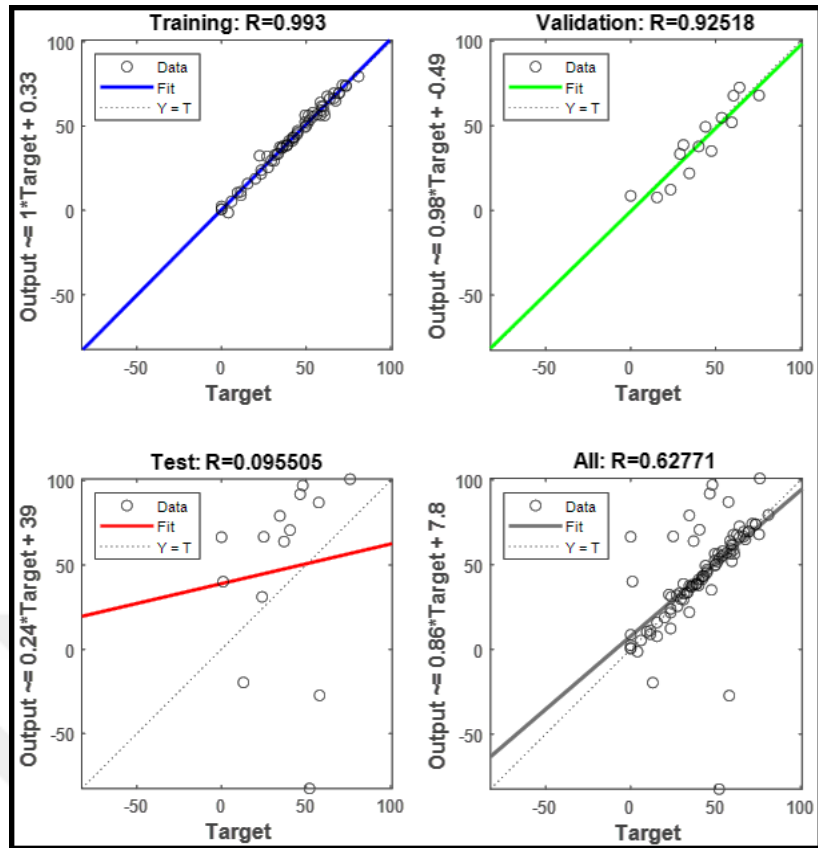 Training: R=0.993
Output ~= 1*Target + 0.33
100
50
0
-50
Data
Fit
Y = T
-50
0
50
100
Target
Validation: R=0.92518
Output ~= 0.98*Target + -0.49
100
50
0
-50
Data
Fit
Y = T
-50
0
50
100
Target
Test: R=0.095505
Output ~= 0.24*Target + 39
100
50
0
-50
Data
Fit
Y = T
-50
0
50
100
Target
All: R=0.62771
Output ~= 0.86*Target + 7.8
100
50
0
-50
Data
Fit
Y = T
-50
0
50
100
Target